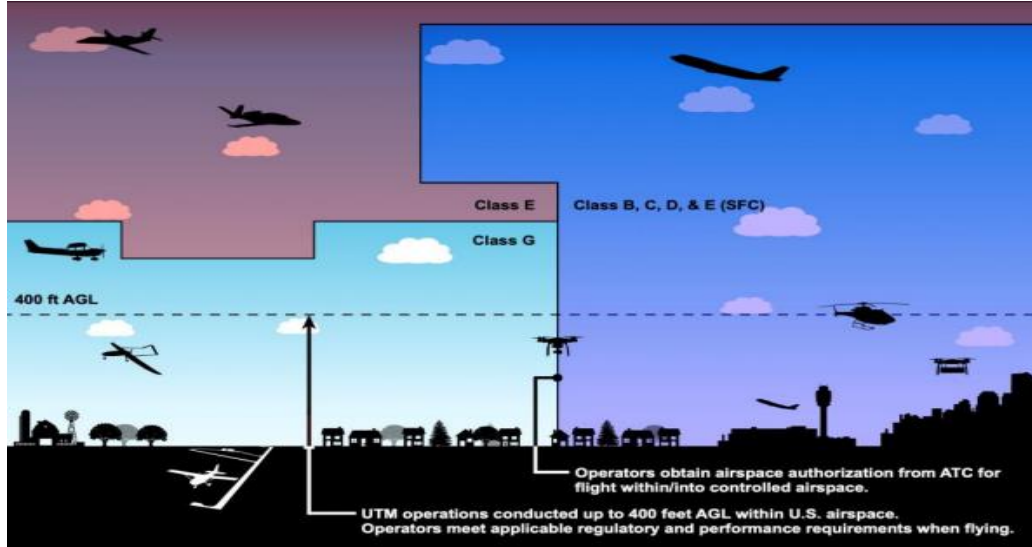 Class E
Class B, C, D, & E (SFC)
Class G
400 ft AGL
Operators obtain airspace authorization from ATC for
flight within/into controlled airspace.
UTM operations conducted up to 400 feet AGL within U.S. airspace.
Operators meet applicable regulatory and performance requirements when flying.